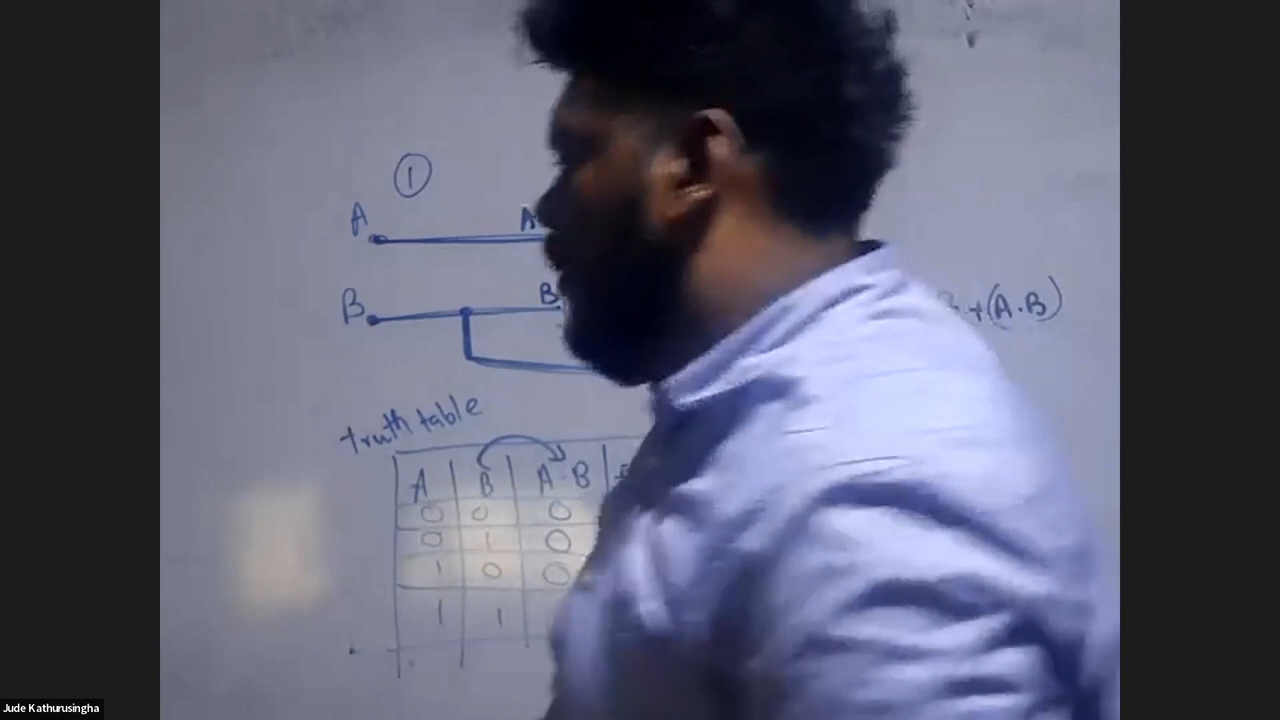 ①
A
A
B
B
+(A.B)
truth table
A B A·B
0 0 0
0 1 0
1 0 0
1 1
Jude Kathurusingha